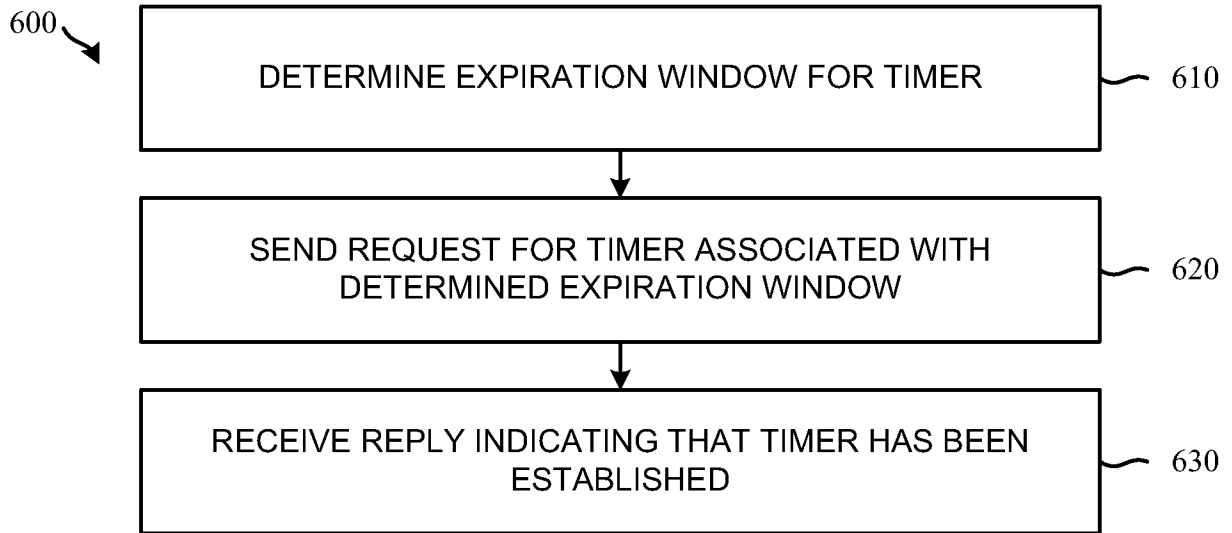 600
DETERMINE EXPIRATION WINDOW FOR TIMER
610
SEND REQUEST FOR TIMER ASSOCIATED WITH
DETERMINED EXPIRATION WINDOW
620
RECEIVE REPLY INDICATING THAT TIMER HAS BEEN
ESTABLISHED
630